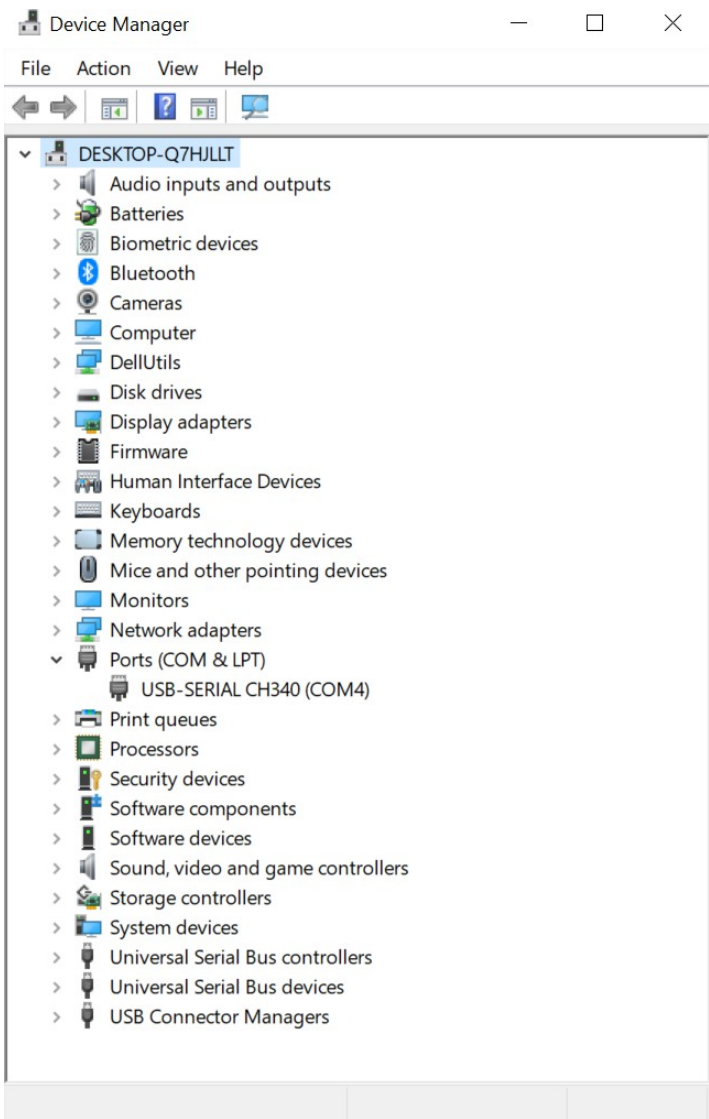 Device Manager
File Action View Help
DESKTOP-Q7HJLLT
Audio inputs and outputs
Batteries
Biometric devices
Bluetooth
Cameras
Computer
DellUtils
Disk drives
Display adapters
Firmware
Human Interface Devices
Keyboards
Memory technology devices
Mice and other pointing devices
Monitors
Network adapters
Ports (COM & LPT)
USB-SERIAL CH340 (COM4)
Print queues
Processors
Security devices
Software components
Software devices
Sound, video and game controllers
Storage controllers
System devices
Universal Serial Bus controllers
Universal Serial Bus devices
USB Connector Managers